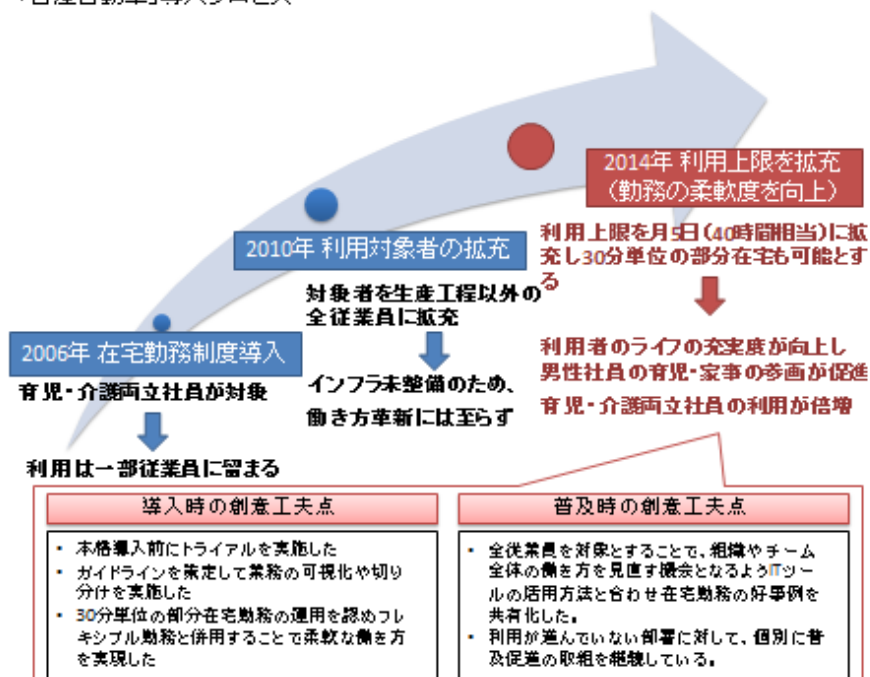 「日産自動車」導入プロセス
2014年 利用上限を拡充
（勤務の柔軟度を向上）
利用上限を月5日（40時間相当）に拡
充し30分単位の部分在宅も可能とす
る
2010年 利用対象者の拡充
対象者を生産工程以外の
全従業員に拡充
利用者のライフの充実度が向上し
男性社員の育児・家事の参画が促進
育児・介護両立社員の利用が倍増
インフラ未整備のため、
働き方革新には至らず
2006年 在宅勤務制度導入
育児・介護両立社員が対象
利用は一部従業員に留まる
導入時の創意工夫点
・ 本格導入前にトライアルを実施した
・ ガイドラインを策定して業務の可視化や切り
分けを実施した
・ 30分単位の部分在宅勤務の運用を認めフレ
キシブル勤務と併用することで柔軟な働き方
を実現した
普及時の創意工夫点
・ 全従業員を対象とすることで、組織やチーム
全体の働き方を見直す機会となるようITツー
ルの活用方法と合わせ在宅勤務の好事例を
共有化した。
・ 利用が進んでいない部署に対して、個別に普
及促進の取組を継続している。